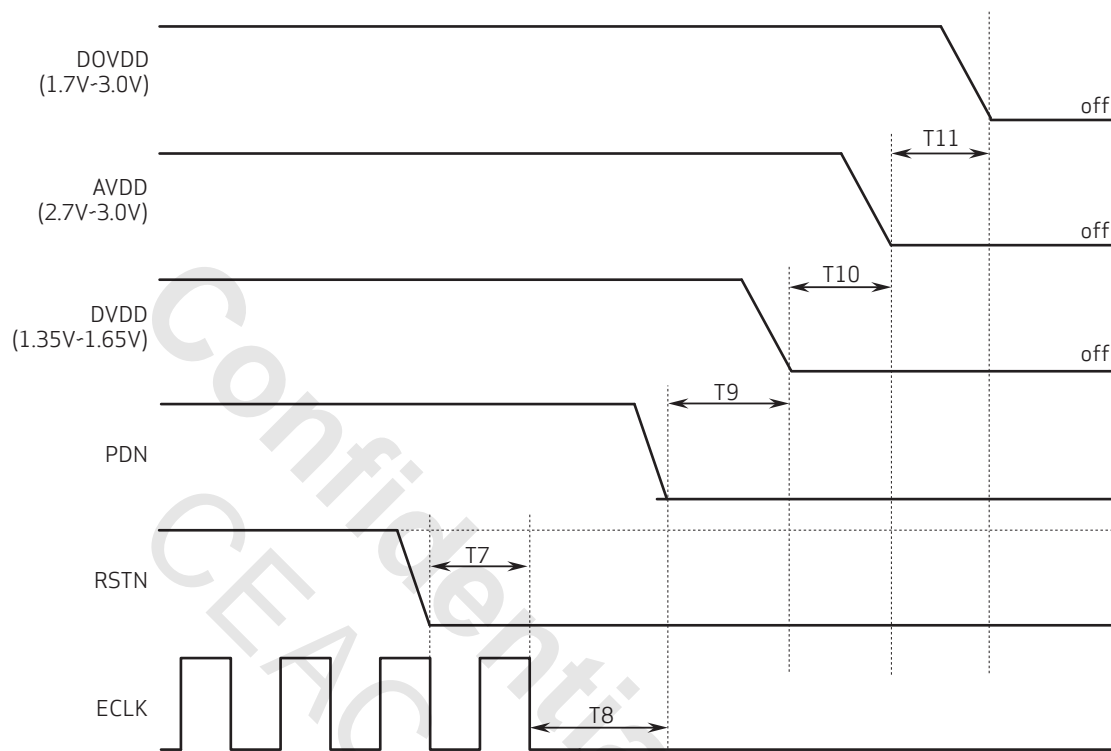 DOVDD
(1.7V~3.0V)
off
T11
AVDD
(2.7V~3.0V)
off
T10
DVDD
(1.35V~1.65V)
off
T9
PDN
T7
RSTN
ECLK
T8
Confidential
CEAC